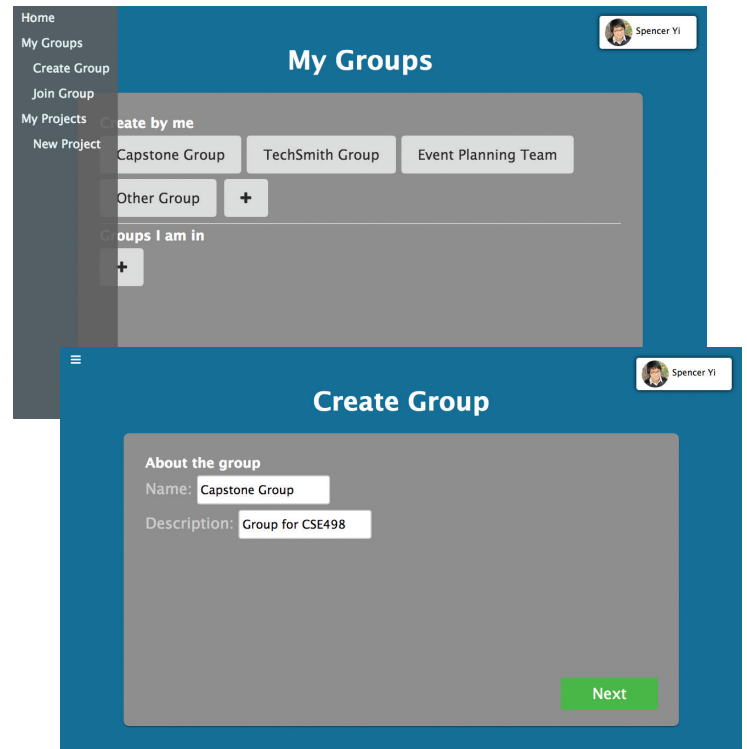 Home
My Groups
Create Group
Join Group
My Projects
New Project
Spencer Yi
My Groups
Create by me
Capstone Group TechSmith Group Event Planning Team
Other Group +
Groups I am in
+
Spencer Yi
Create Group
About the group
Name: Capstone Group
Description: Group for CSE498
Next